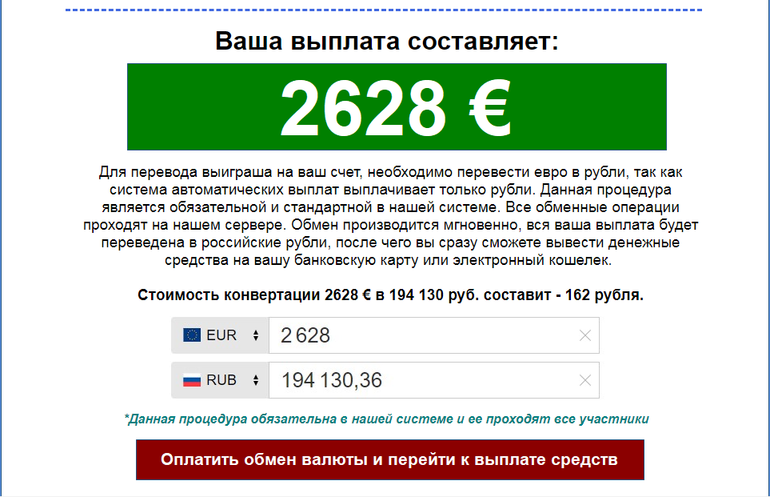 Ваша выплата составляет:
2628 €
Для перевода выиграша на ваш счет, необходимо перевести евро в рубли, так как
система автоматических выплат выплачивает только рубли. Данная процедура
является обязательной и стандартной в нашей системе. Все обменные операции
проходят на нашем сервере. Обмен производится мгновенно, вся ваша выплата будет
переведена в российские рубли, после чего вы сразу сможете вывести денежные
средства на вашу банковскую карту или электронный кошелек.
Стоимость конвертации 2628 € в 194 130 руб. составит - 162 рубля.
EUR 2 628
RUB 194 130,36
*Данная процедура обязательна в нашей системе и ее проходят все участники
Оплатить обмен валюты и перейти к выплате средств